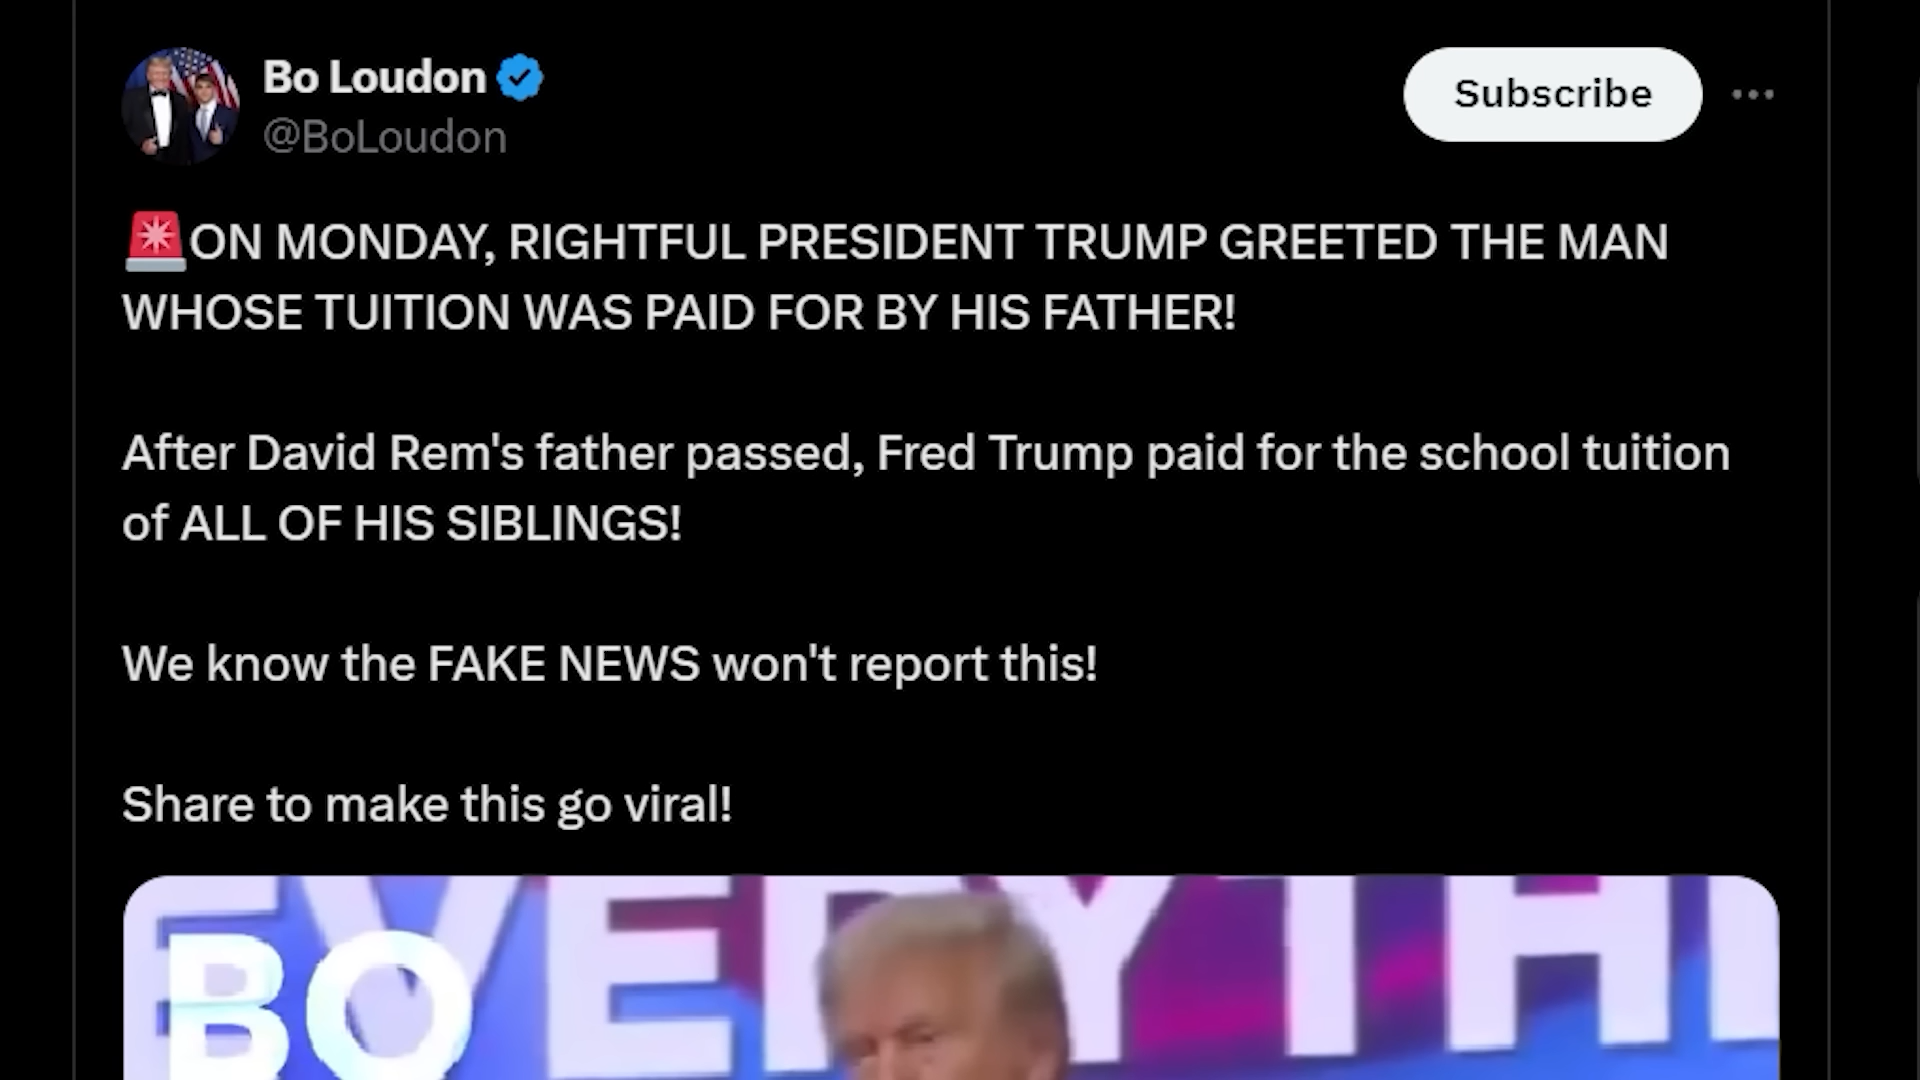 Bo Loudon
@BoLoudon
Subscribe
🚨ON MONDAY, RIGHTFUL PRESIDENT TRUMP GREETED THE MAN
WHOSE TUITION WAS PAID FOR BY HIS FATHER!
After David Rem's father passed, Fred Trump paid for the school tuition
of ALL OF HIS SIBLINGS!
We know the FAKE NEWS won't report this!
Share to make this go viral!
EVERYTHI
BO